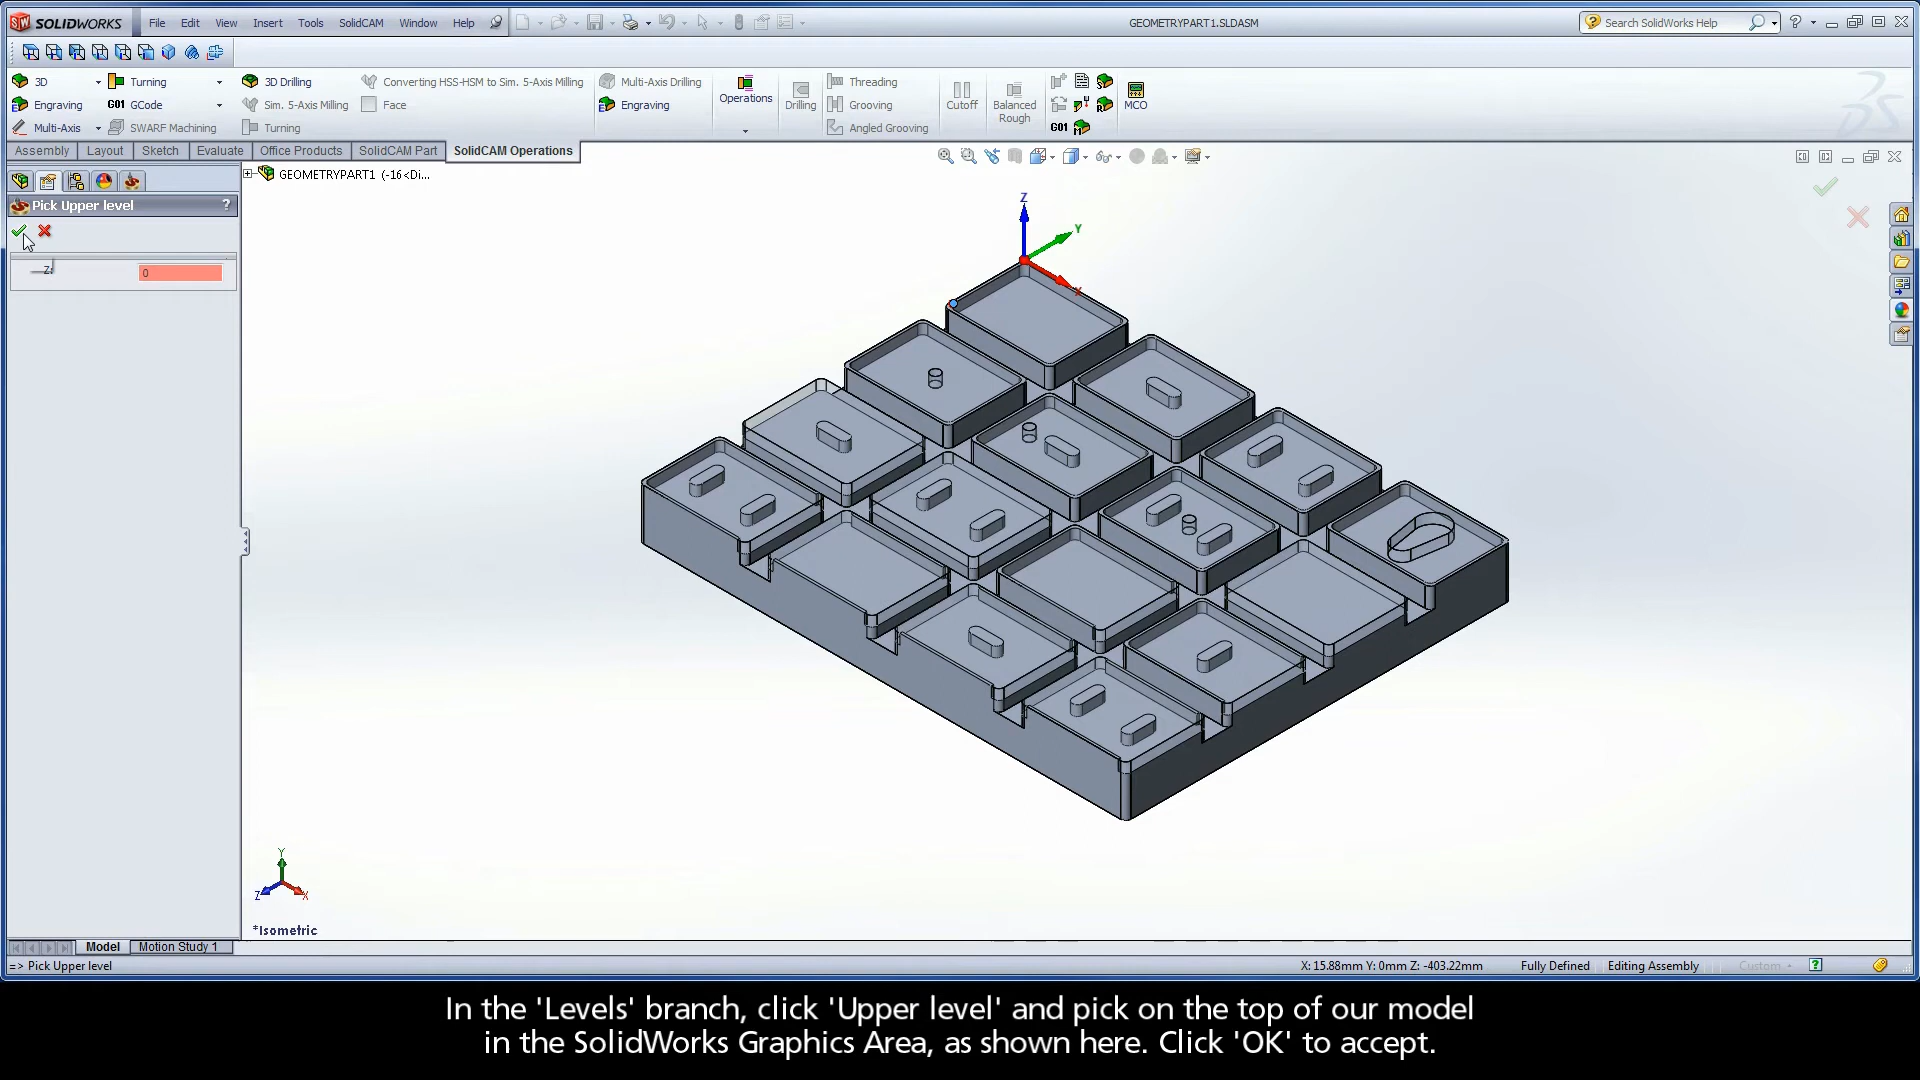 SOLIDWORKS File Edit View Insert Tools SolidCAM Window Help GEOMETRYPART1.SLDASM Search SolidWorks Help
3D Turning 3D Drilling Converting HSS-HSM to Sim. 5-Axis Milling Multi-Axis Drilling Threading
Engraving G01 GCode Sim. 5-Axis Milling Face Engraving Operations Drilling Grooving Cutoff Balanced Rough MCO
Multi-Axis SWARF Machining Turning Angled Grooving G01
Assembly Layout Sketch Evaluate Office Products SolidCAM Part SolidCAM Operations
GEOMETRYPART1 (-16<Di...
Pick Upper level ?
Z: 0
Z
Y
X
Y
Z X
*Isometric
Model Motion Study 1
=> Pick Upper level X: 15.88mm Y: 0mm Z: -403.22mm Fully Defined Editing Assembly Custom
In the 'Levels' branch, click 'Upper level' and pick on the top of our model
in the SolidWorks Graphics Area, as shown here. Click 'OK' to accept.